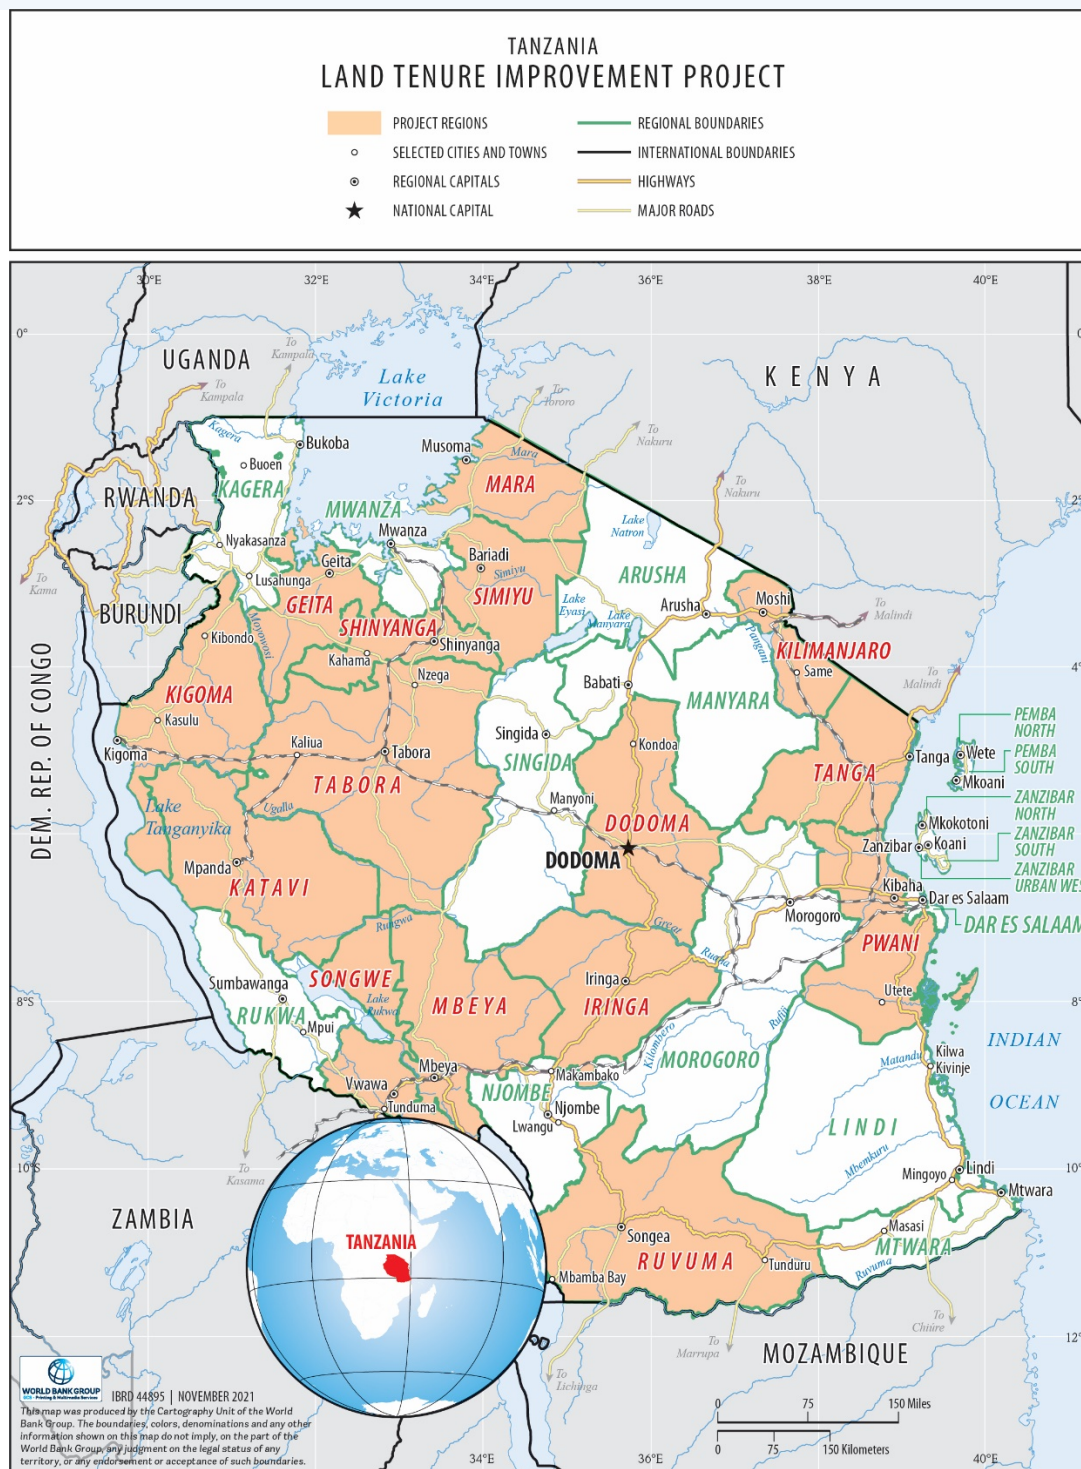 TANZANIA
LAND TENURE IMPROVEMENT PROJECT
PROJECT REGIONS
SELECTED CITIES AND TOWNS
REGIONAL CAPITALS
NATIONAL CAPITAL
REGIONAL BOUNDARIES
INTERNATIONAL BOUNDARIES
HIGHWAYS
MAJOR ROADS
30°E
32°E
34°E
36°E
38°E
40°E
0°
To
Kampala
UGANDA
To
Kampala
Lake
Victoria
To
Tororo
KENYA
To
Nakuru
Kagera
Bukoba
Musoma
Mara
Buoen
KAGERA
MARA
To
Nakuru
RWANDA
2°S
2°S
MWANZA
Mwanza
Lake
Natron
Nyakasanza
Geita
Bariadi
Simiyu
ARUSHA
To
Kama
Lusahunga
GEITA
SIMIYU
Lake
Eyasi
Lake
Manyara
Arusha
Moshi
To
Malindi
BURUNDI
Moyowosi
SHINYANGA
Shinyanga
Pangani
KILIMANJARO
Kibondo
Kahama
Nzega
Same
4°S
4°S
To
Malindi
DEM. REP. OF CONGO
KIGOMA
Babati
MANYARA
Kasulu
PEMBA
NORTH
Kigoma
Kaliua
Tabora
Singida
SINGIDA
Kondoa
Tanga
Wete
PEMBA
SOUTH
TABORA
TANGA
Mkoani
Lake
Tanganyika
Ugalla
Manyoni
DODOMA
ZANZIBAR
NORTH
Mkokotoni
Zanzibar
Koani
ZANZIBAR
SOUTH
DODOMA
Mpanda
KATAVI
ZANZIBAR
URBAN WES
Kibaha
Dar es Salaam
Morogoro
DAR ES SALAAM
Rungwa
Great
Ruaha
PWANI
SONGWE
Sumbawanga
Iringa
Utete
8°S
8°S
RUKWA
Lake
Rukwa
MBEYA
IRINGA
Rufiji
Mpui
Kilombero
INDIAN
OCEAN
Mbeya
MOROGORO
Matandu
Kilwa
Kivinje
Vwawa
NJOMBE
Makambako
Tunduma
Njombe
Lwangu
LINDI
To
Kasama
Mbemkuru
Mingoyo
Lindi
10°S
10°S
Mtwara
ZAMBIA
TANZANIA
Songea
Masasi
RUVUMA
MTWARA
Mbamba Bay
Ruvuma
To
Chiúre
To
Marrupa
12°S
MOZAMBIQUE
To
Lichinga
WORLD BANK GROUP
IBRD 44895 | NOVEMBER 2021
This map was produced by the Cartography Unit of the World
Bank Group. The boundaries, colors, denominations and any other
information shown on this map do not imply, on the part of the
World Bank Group, any judgment on the legal status of any
territory, or any endorsement or acceptance of such boundaries.
0 75 150 Miles
0 75 150 Kilometers
34°E
36°E
40°E